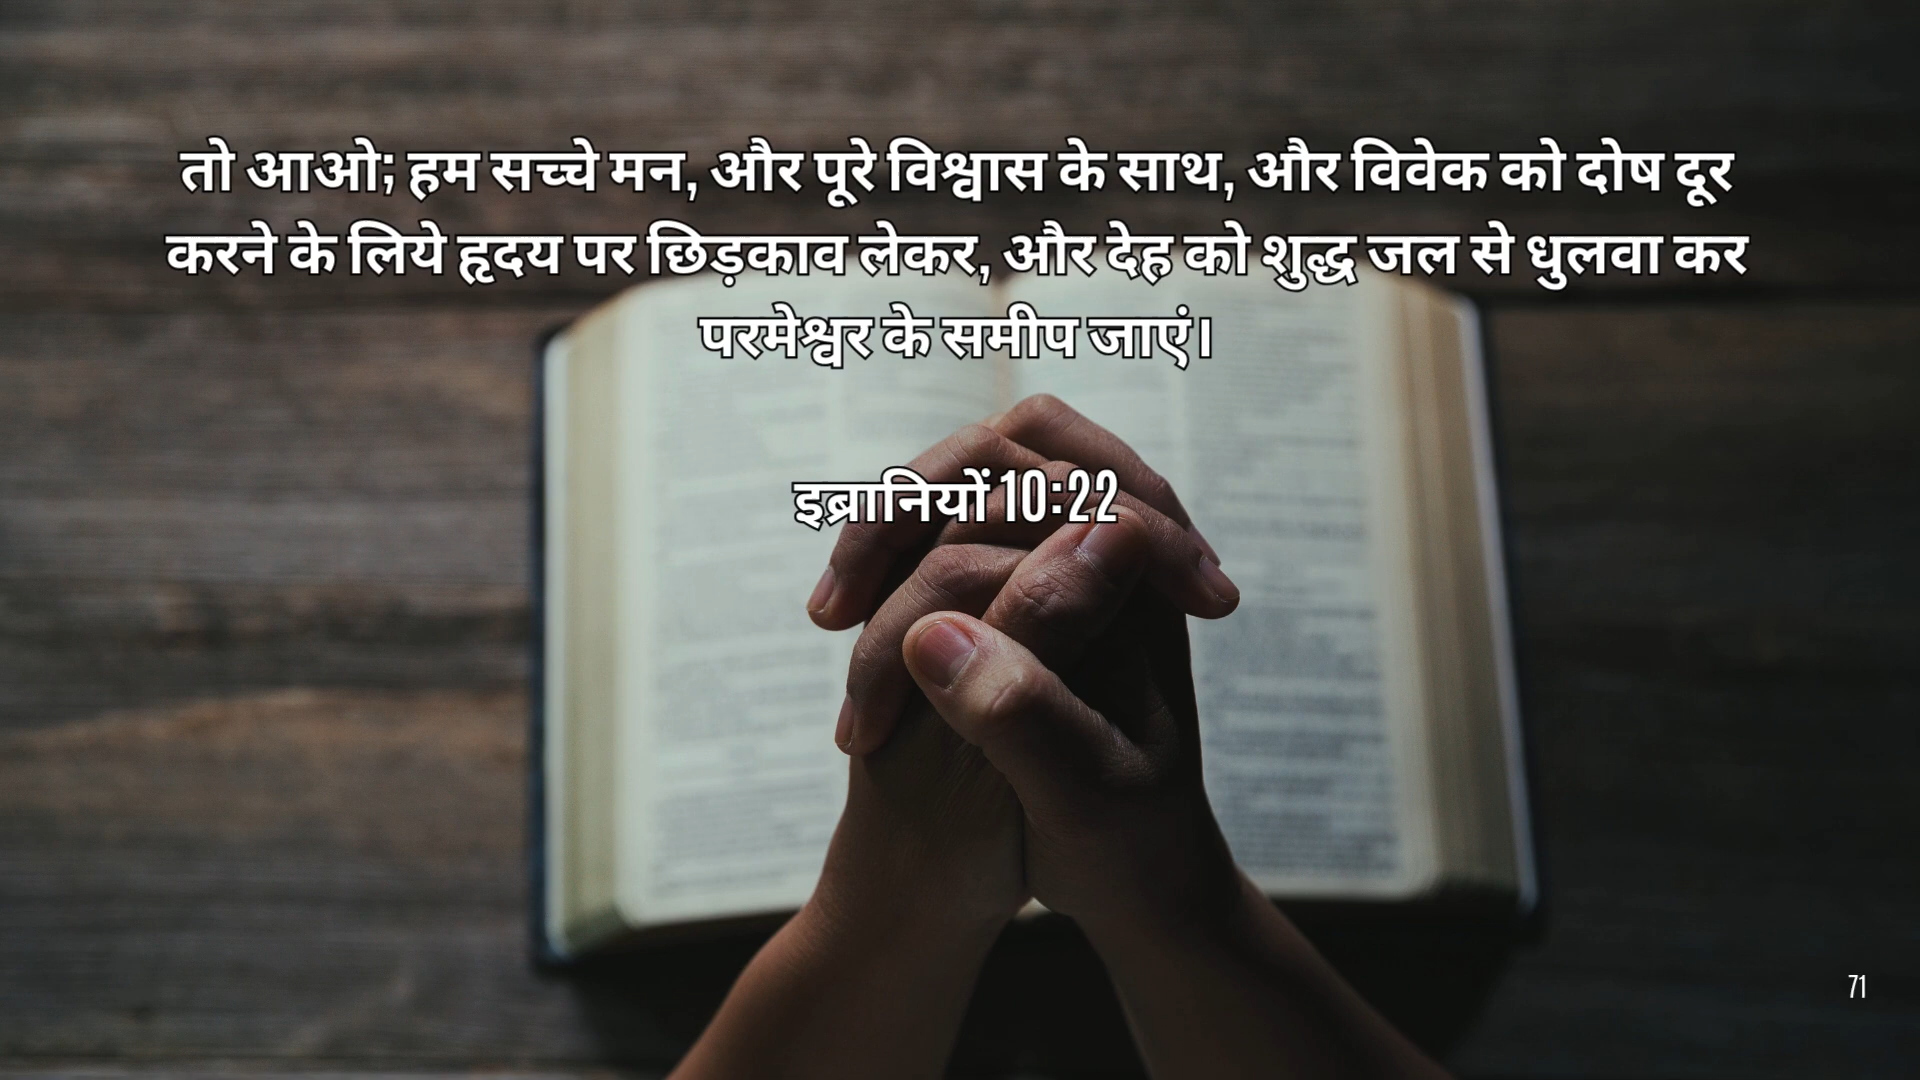 तो आओ; हम सच्चे मन, और पूरे विश्वास के साथ, और विवेक को दोष दूर
करने के लिये हृदय पर छिड़काव लेकर, और देह को शुद्ध जल से धुलवा कर
परमेश्वर के समीप जाएं।
इब्रानियों 10:22
71